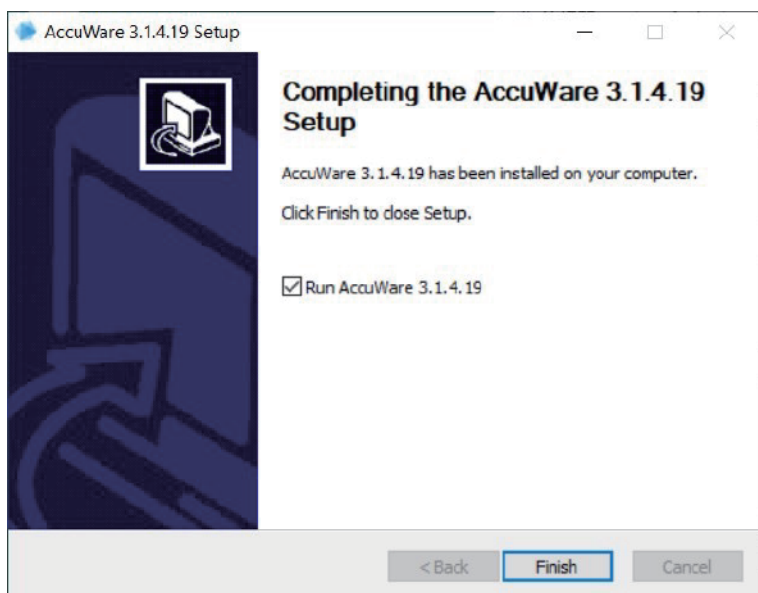 AccuWare 3.1.4.19 Setup
Completing the AccuWare 3.1.4.19
Setup
AccuWare 3.1.4.19 has been installed on your computer.
Click Finish to close Setup.
Run AccuWare 3.1.4.19
< Back
Finish
Cancel